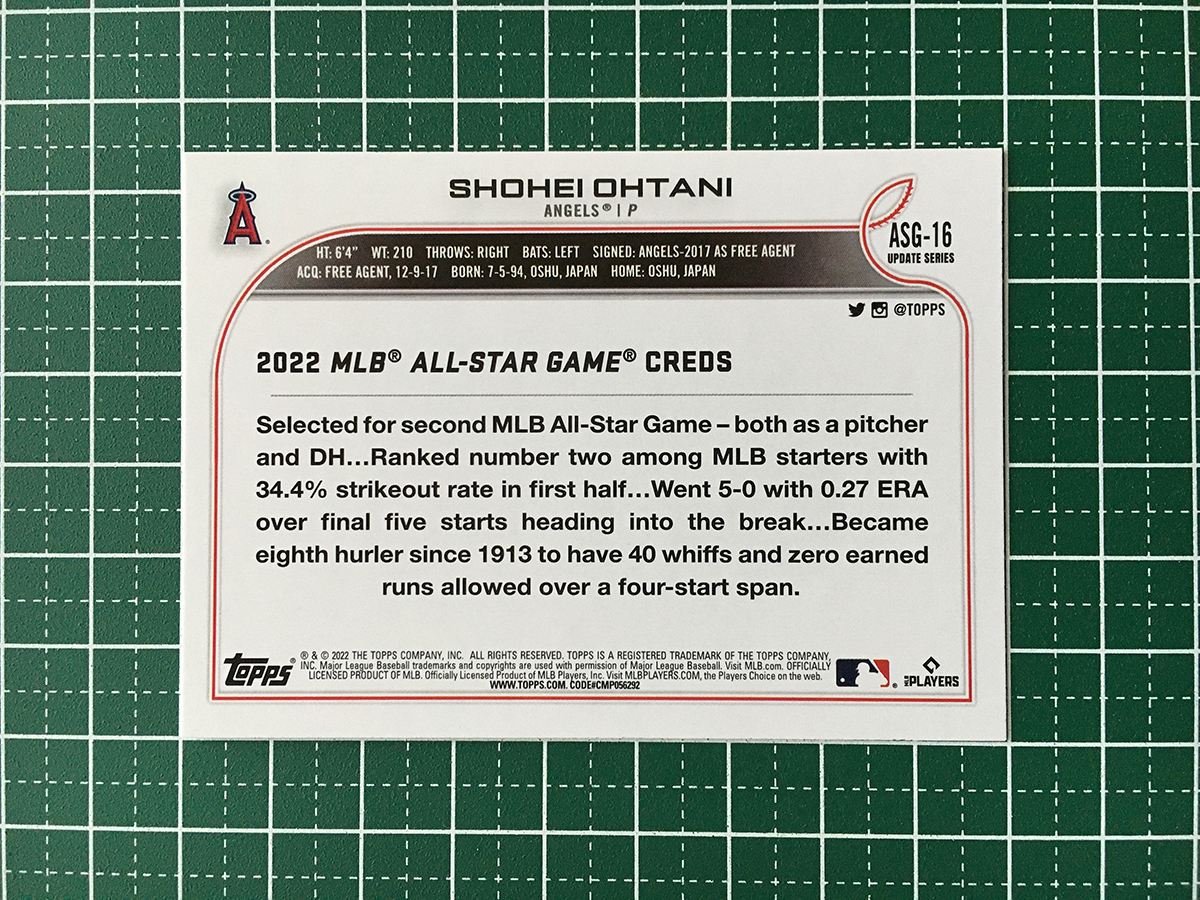 SHOHEI OHTANI
ANGELS® | P
A
ASG-16
UPDATE SERIES
HT: 6'4" WT: 210 THROWS: RIGHT BATS: LEFT SIGNED: ANGELS-2017 AS FREE AGENT
ACQ: FREE AGENT, 12-9-17 BORN: 7-5-94, OSHU, JAPAN HOME: OSHU, JAPAN
@TOPPS
2022 MLB® ALL-STAR GAME® CREDS
Selected for second MLB All-Star Game – both as a pitcher
and DH...Ranked number two among MLB starters with
34.4% strikeout rate in first half...Went 5-0 with 0.27 ERA
over final five starts heading into the break...Became
eighth hurler since 1913 to have 40 whiffs and zero earned
runs allowed over a four-start span.
topps®
® & © 2022 THE TOPPS COMPANY, INC. ALL RIGHTS RESERVED. TOPPS IS A REGISTERED TRADEMARK OF THE TOPPS COMPANY,
INC. Major League Baseball trademarks and copyrights are used with permission of Major League Baseball. Visit MLB.com. OFFICIALLY
LICENSED PRODUCT OF MLB. Officially Licensed Product of MLB Players, Inc. Visit MLBPLAYERS.COM, the Players Choice on the web.
WWW.TOPPS.COM. CODE#CMP056292
MLB PLAYERS